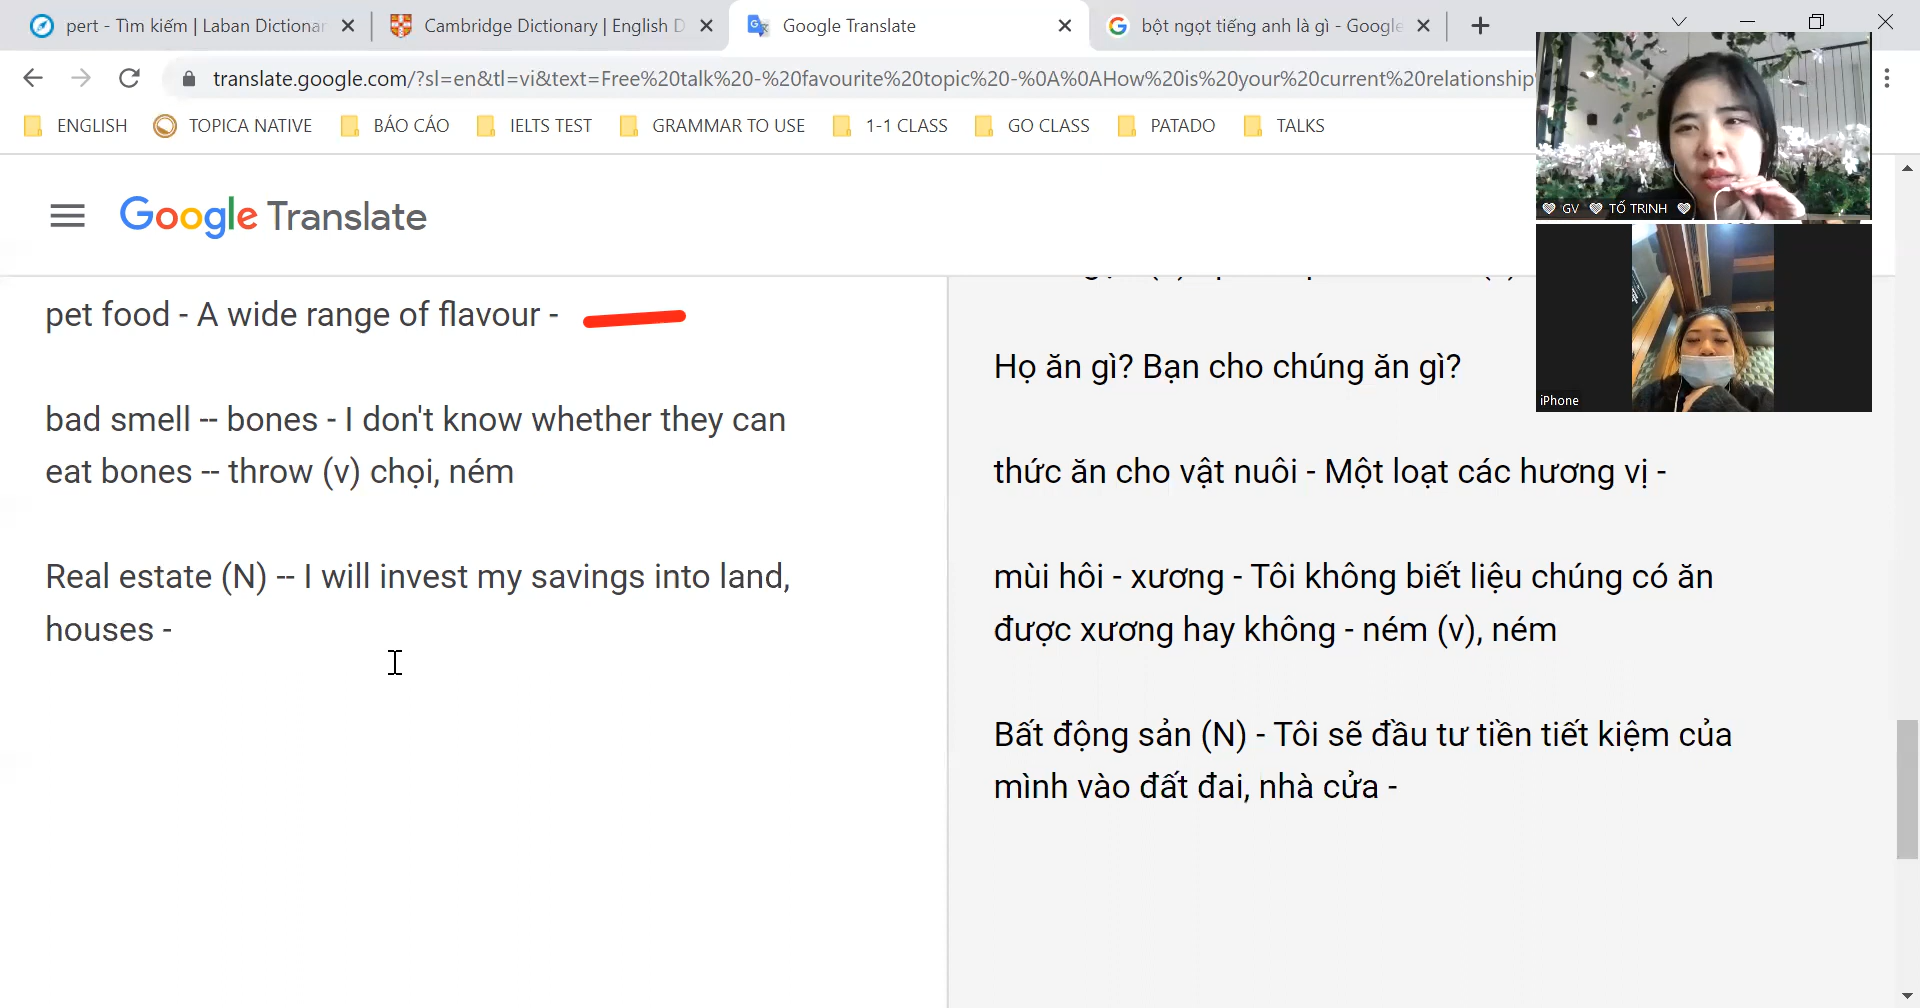 pert - Tìm kiếm | Laban Dictionar
Cambridge Dictionary | English D
Google Translate
bột ngọt tiếng anh là gì - Google
translate.google.com/?sl=en&tl=vi&text=Free%20talk%20-%20favourite%20topic%20-%0A%0AHow%20is%20your%20current%20relationship
ENGLISH
TOPICA NATIVE
BÁO CÁO
IELTS TEST
GRAMMAR TO USE
1-1 CLASS
GO CLASS
PATADO
TALKS
Google Translate
pet food - A wide range of flavour -
bad smell -- bones - I don't know whether they can
eat bones -- throw (v) chọi, ném
Real estate (N) -- I will invest my savings into land,
houses -
Họ ăn gì? Bạn cho chúng ăn gì?
thức ăn cho vật nuôi - Một loạt các hương vị -
mùi hôi - xương - Tôi không biết liệu chúng có ăn
được xương hay không - ném (v), ném
Bất động sản (N) - Tôi sẽ đầu tư tiền tiết kiệm của
mình vào đất đai, nhà cửa -
GV TỐ TRINH
iPhone